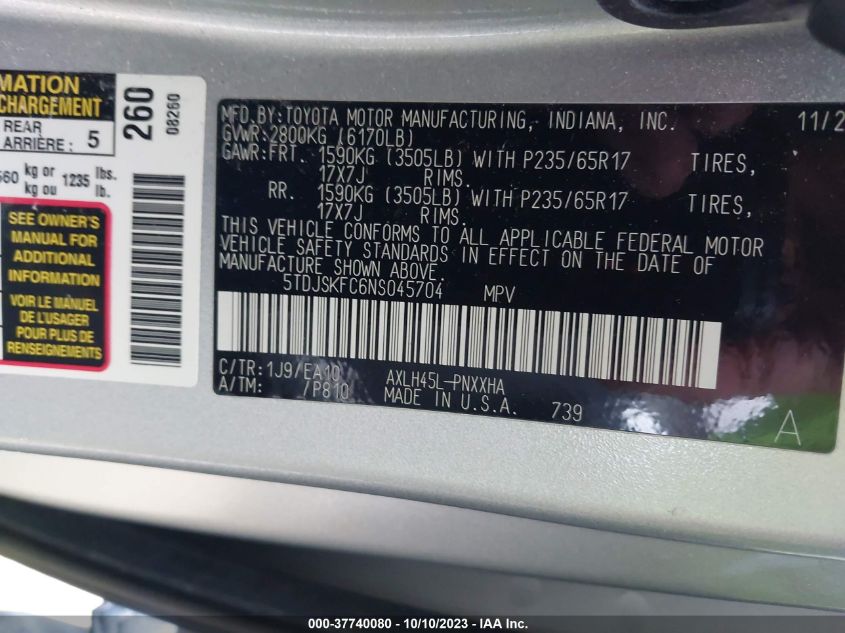 MATION
CHARGEMENT
REAR
ARRIÈRE : 5
560 kg or
kg ou 1235 lbs.
lb.
SEE OWNER'S
MANUAL FOR
ADDITIONAL
INFORMATION
VOIR LE MANUEL
DE L'USAGER
POUR PLUS DE
RENSEIGNEMENTS
260
08260
MFD.BY:TOYOTA MOTOR MANUFACTURING, INDIANA, INC. 11/2
GVWR:2800KG (6170LB)
GAWR:FRT. 1590KG (3505LB) WITH P235/65R17 TIRES,
17X7J RIMS.
RR. 1590KG (3505LB) WITH P235/65R17 TIRES,
17X7J RIMS.
THIS VEHICLE CONFORMS TO ALL APPLICABLE FEDERAL MOTOR
VEHICLE SAFETY STANDARDS IN EFFECT ON THE DATE OF
MANUFACTURE SHOWN ABOVE.
5TDJSKFC6NS045704 MPV
C/TR:1J9/EA10 AXLH45L-PNXXHA
A/TM: /P810 MADE IN U.S.A. 739
A
000-37740080 - 10/10/2023 - IAA Inc.